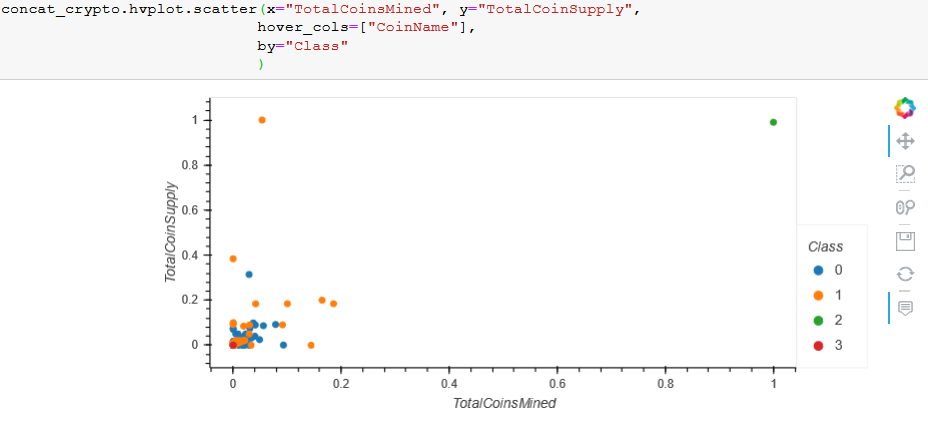 concat_crypto.hvplot.scatter(x="TotalCoinsMined", y="TotalCoinSupply",
hover_cols=["CoinName"],
by="Class"
)
1
0.8
0.6
0.4
0.2
0
TotalCoinSupply
0
0.2
0.4
0.6
0.8
1
TotalCoinsMined
Class
0
1
2
3